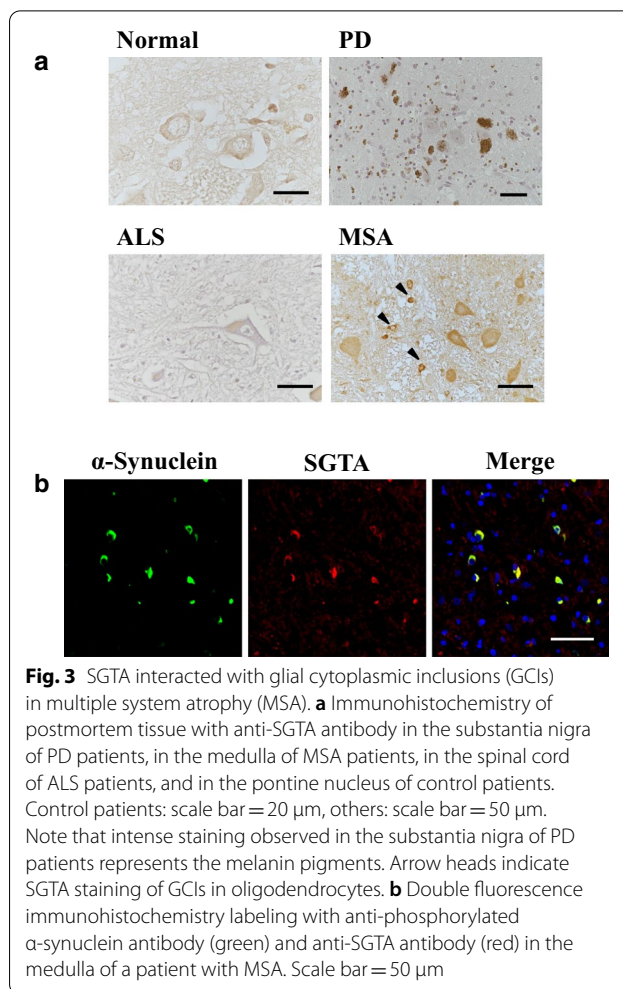 Normal PD
a
ALS MSA
α-Synuclein SGTA Merge
b
Fig. 3 SGTA interacted with glial cytoplasmic inclusions (GCIs)
in multiple system atrophy (MSA). a Immunohistochemistry of
postmortem tissue with anti-SGTA antibody in the substantia nigra
of PD patients, in the medulla of MSA patients, in the spinal cord
of ALS patients, and in the pontine nucleus of control patients.
Control patients: scale bar = 20 µm, others: scale bar = 50 µm.
Note that intense staining observed in the substantia nigra of PD
patients represents the melanin pigments. Arrow heads indicate
SGTA staining of GCIs in oligodendrocytes. b Double fluorescence
immunohistochemistry labeling with anti-phosphorylated
α-synuclein antibody (green) and anti-SGTA antibody (red) in the
medulla of a patient with MSA. Scale bar = 50 µm